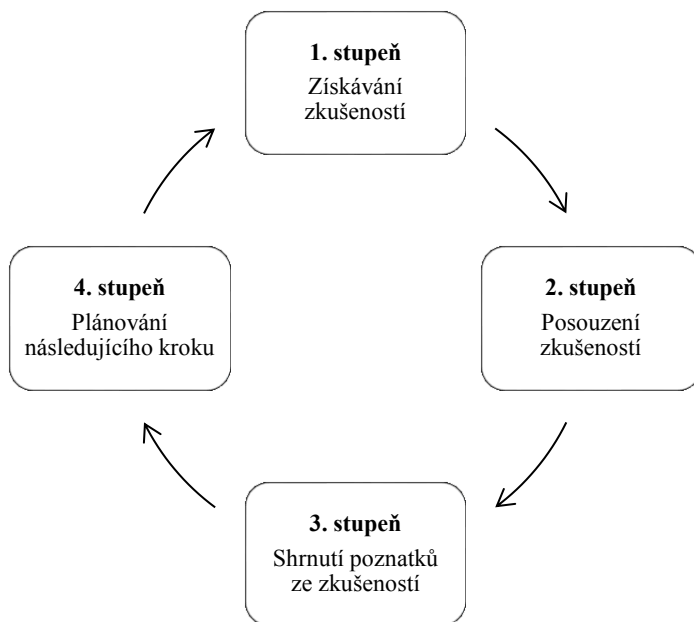 1. stupeň
Získávání
zkušeností
2. stupeň
Posouzení
zkušeností
3. stupeň
Shrnutí poznatků
ze zkušeností
4. stupeň
Plánování
následujícího kroku